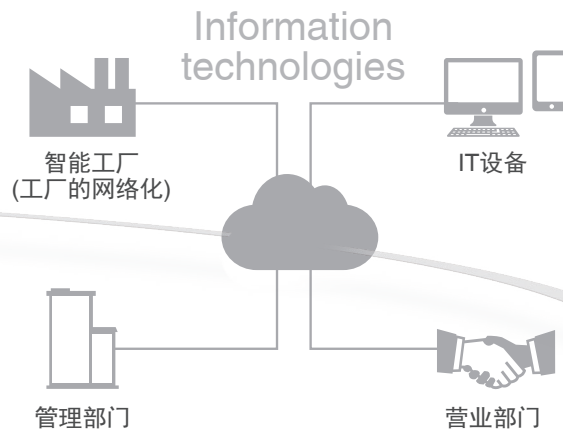 Information
technologies
智能工厂
(工厂的网络化)
IT设备
管理部门
营业部门